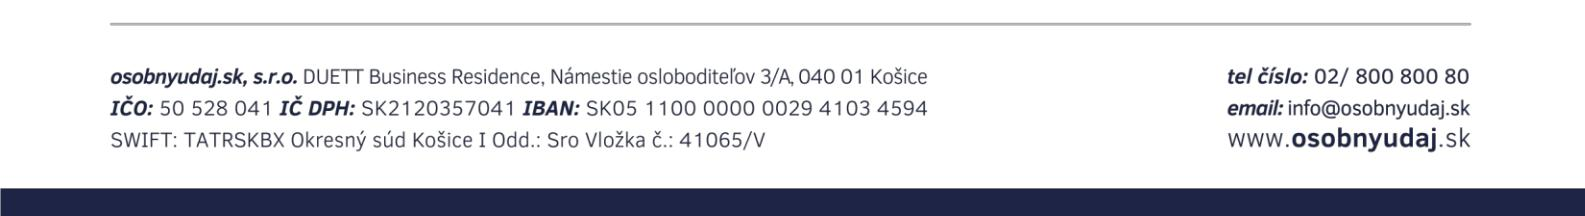 osobnyudaj.sk, s.r.o. DUETT Business Residence, Námestie osloboditeľov 3/A, 040 01 Košice
IČO: 50 528 041 IČ DPH: SK2120357041 IBAN: SK05 1100 0000 0029 4103 4594
SWIFT: TATRSKBX Okresný súd Košice I Odd.: Sro Vložka č.: 41065/V
tel číslo: 02/ 800 800 80
email: info@osobnyudaj.sk
www.osobnyudaj.sk